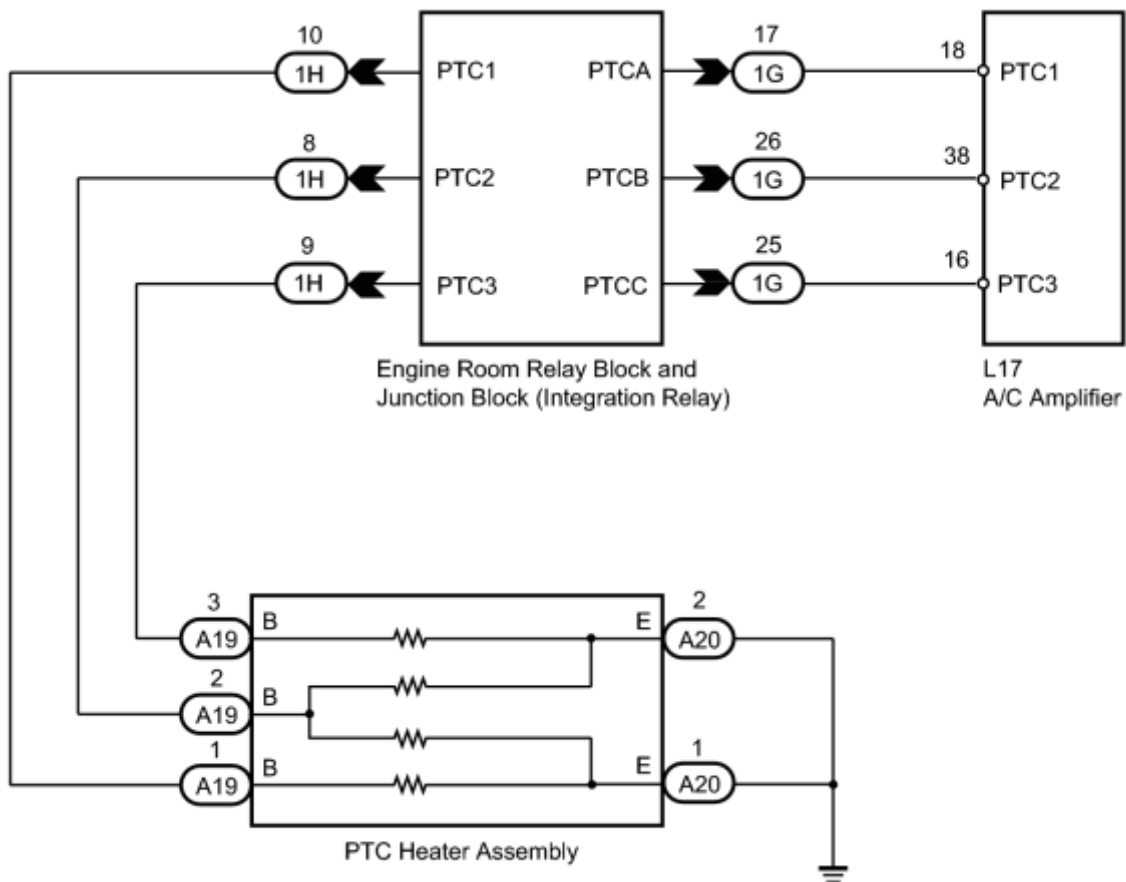 10 17
1H PTC1 PTCA 1G 18 PTC1
8 26
1H PTC2 PTCB 1G 38 PTC2
9 25
1H PTC3 PTCC 1G 16 PTC3
Engine Room Relay Block and
Junction Block (Integration Relay)
L17
A/C Amplifier
3 B E 2
A19 A20
2 B
A19
1 B E 1
A19 A20
PTC Heater Assembly